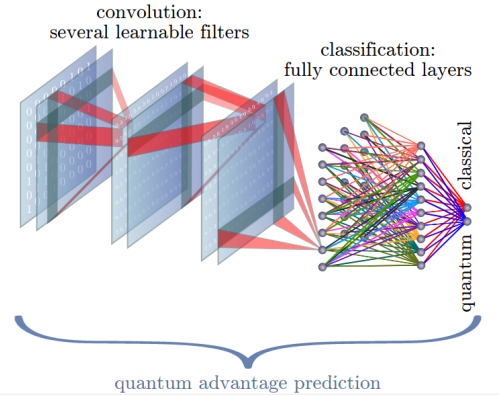 convolution:
several learnable filters
classification:
fully connected layers
classical
quantum
quantum advantage prediction